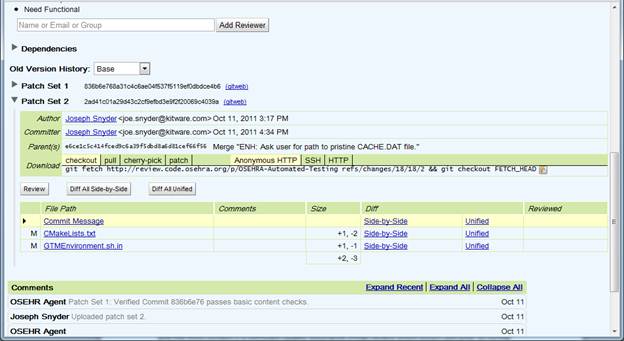 Need Functional
Name or Email or Group Add Reviewer
Dependencies
Old Version History: Base
Patch Set 1 836b6e768a31c4c6ae04f537f5119ef0dbdce4b6 (gitweb)
Patch Set 2 2ad41c01a29d43c2cf9efbd3e9f2f20069c4039a (gitweb)
Author Joseph Snyder <joe.snyder@kitware.com> Oct 11, 2011 3:17 PM
Committer Joseph Snyder <joe.snyder@kitware.com> Oct 11, 2011 4:34 PM
Parent(s) e6ce1c5c414fced9c6a39f5dbd8a6d81cef66f56 Merge "ENH: Ask user for path to pristine CACHE.DAT file."
Download checkout pull cherry-pick patch Anonymous HTTP SSH HTTP
git fetch http://review.code.osehra.org/p/OSEHRA-Automated-Testing refs/changes/18/18/2 && git checkout FETCH_HEAD
Review Diff All Side-by-Side Diff All Unified
File Path Comments Size Diff Reviewed
Commit Message Side-by-Side Unified
M CMakeLists.txt +1, -2 Side-by-Side Unified
M GTMEnvironment.sh.in +1, -1 Side-by-Side Unified
+2, -3
Comments Expand Recent Expand All Collapse All
OSEHR Agent Patch Set 1: Verified Commit 836b6e76 passes basic content checks. Oct 11
Joseph Snyder Uploaded patch set 2. Oct 11
OSEHR Agent Oct 11